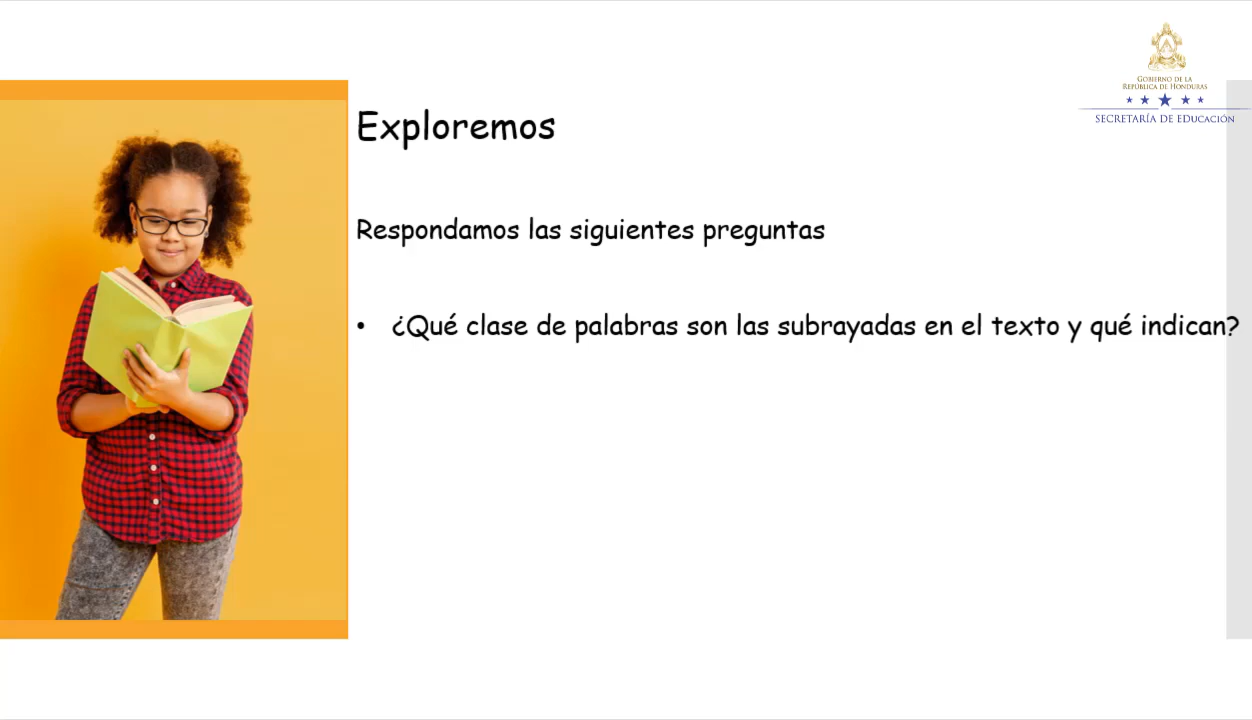 GOBIERNO DE LA
REPÚBLICA DE HONDURAS
SECRETARÍA DE EDUCACIÓN
Exploremos
Respondamos las siguientes preguntas
• ¿Qué clase de palabras son las subrayadas en el texto y qué indican?